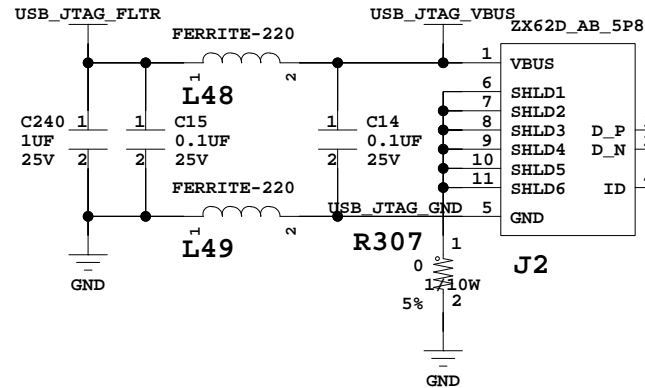 USB_JTAG_FLTR
USB_JTAG_VBUS
ZX62D_AB_5P8
FERRITE-220
1 2
L48
1 VBUS
6 SHLD1
7 SHLD2
8 SHLD3 D_P
9 SHLD4 D_N
10 SHLD5
11 SHLD6 ID
5 GND
C240 1
1UF
25V 2
C15
1
0.1UF
25V
2
C14
1
0.1UF
25V
2
FERRITE-220
1 2
L49
USB_JTAG_GND
R307
1
0
1/10W
5%
2
J2
GND
GND